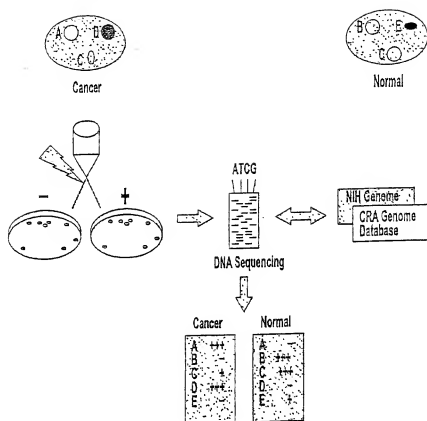 A D
C
Cancer
B E
C
Normal
− +
ATCG
NIH Genome
CRA Genome
Database
DNA Sequencing
Cancer Normal
A +++ A −
B − B +++
C + C +++
D +++ D −
E − E +